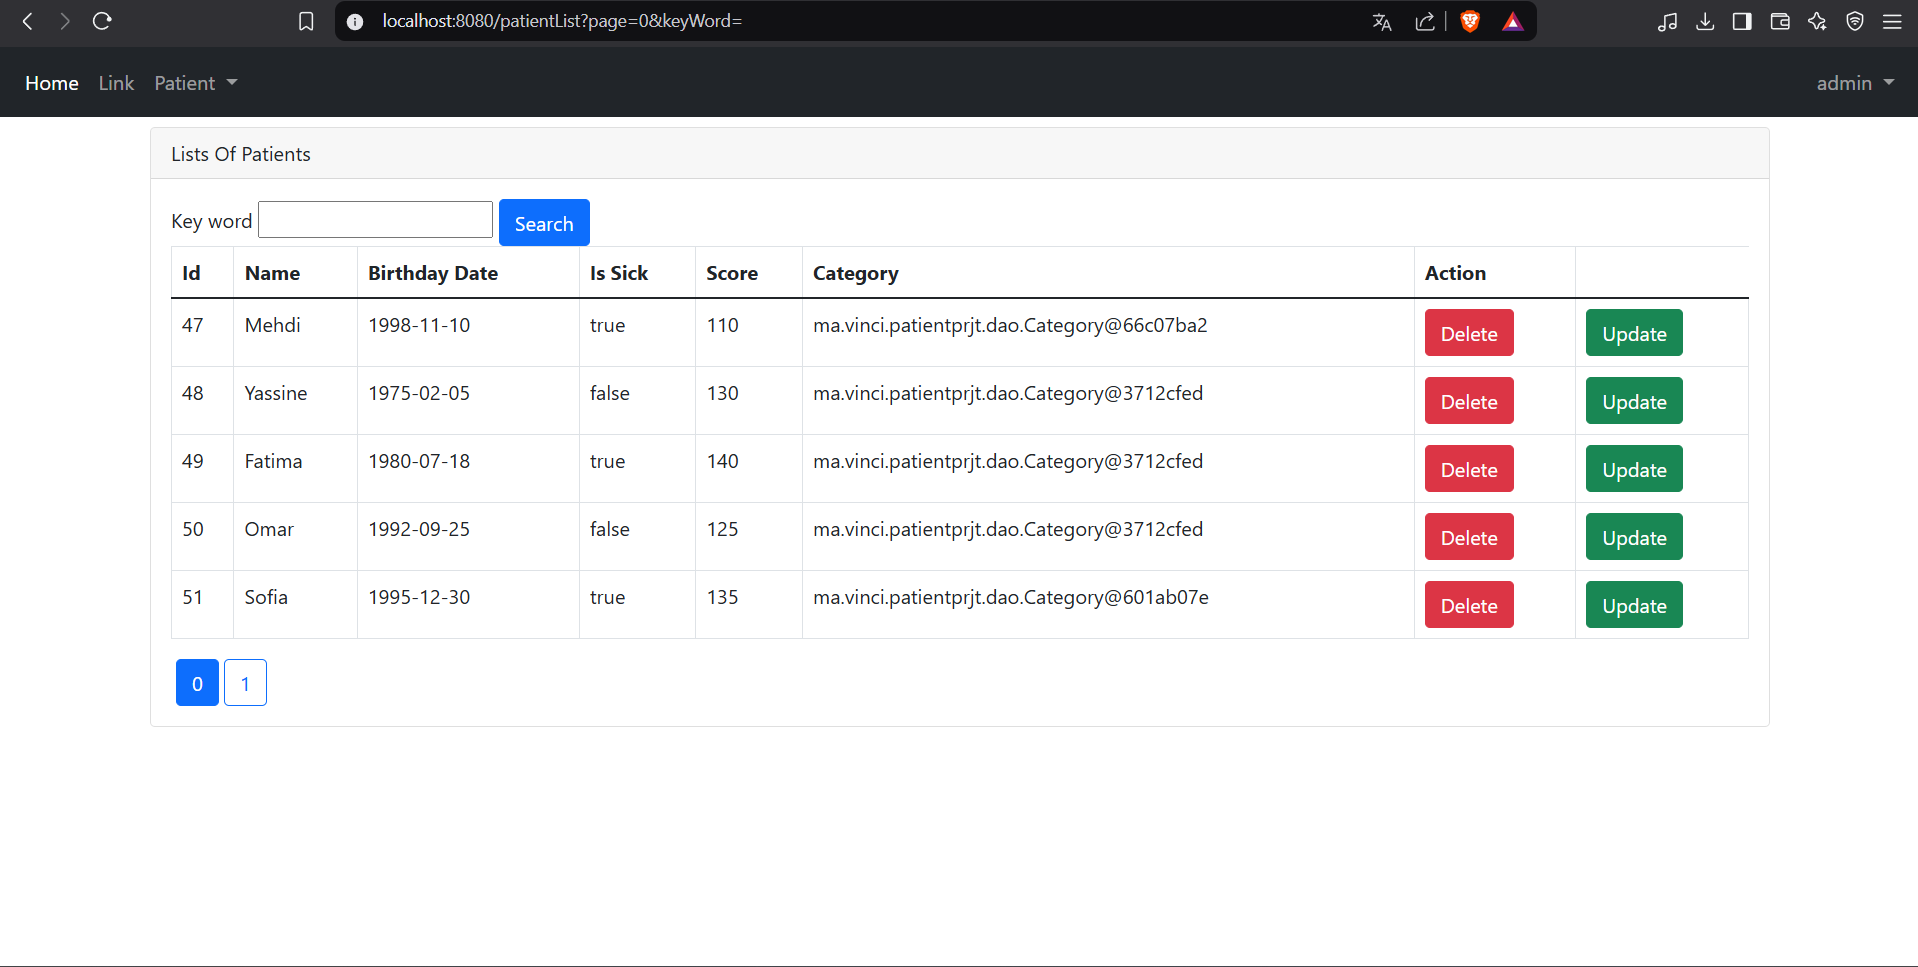 localhost:8080/patientList?page=0&keyWord=
Home Link Patient admin
Lists Of Patients
Key word Search
Id Name Birthday Date Is Sick Score Category Action
47 Mehdi 1998-11-10 true 110 ma.vinci.patientprjt.dao.Category@66c07ba2 Delete Update
48 Yassine 1975-02-05 false 130 ma.vinci.patientprjt.dao.Category@3712cfed Delete Update
49 Fatima 1980-07-18 true 140 ma.vinci.patientprjt.dao.Category@3712cfed Delete Update
50 Omar 1992-09-25 false 125 ma.vinci.patientprjt.dao.Category@3712cfed Delete Update
51 Sofia 1995-12-30 true 135 ma.vinci.patientprjt.dao.Category@601ab07e Delete Update
0 1